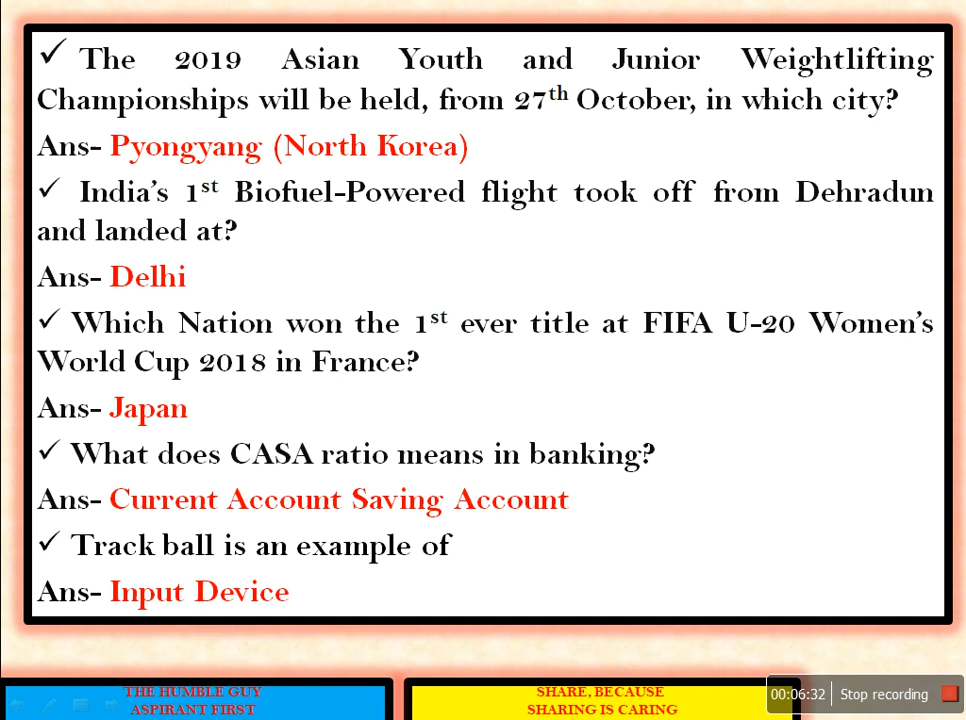 ✓ The 2019 Asian Youth and Junior Weightlifting
Championships will be held, from 27th October, in which city?
Ans- Pyongyang (North Korea)
✓ India's 1st Biofuel-Powered flight took off from Dehradun
and landed at?
Ans- Delhi
✓ Which Nation won the 1st ever title at FIFA U-20 Women's
World Cup 2018 in France?
Ans- Japan
✓ What does CASA ratio means in banking?
Ans- Current Account Saving Account
✓ Track ball is an example of
Ans- Input Device
THE HUMBLE GUY
ASPIRANT FIRST
SHARE, BECAUSE
SHARING IS CARING
00:06:32 Stop recording